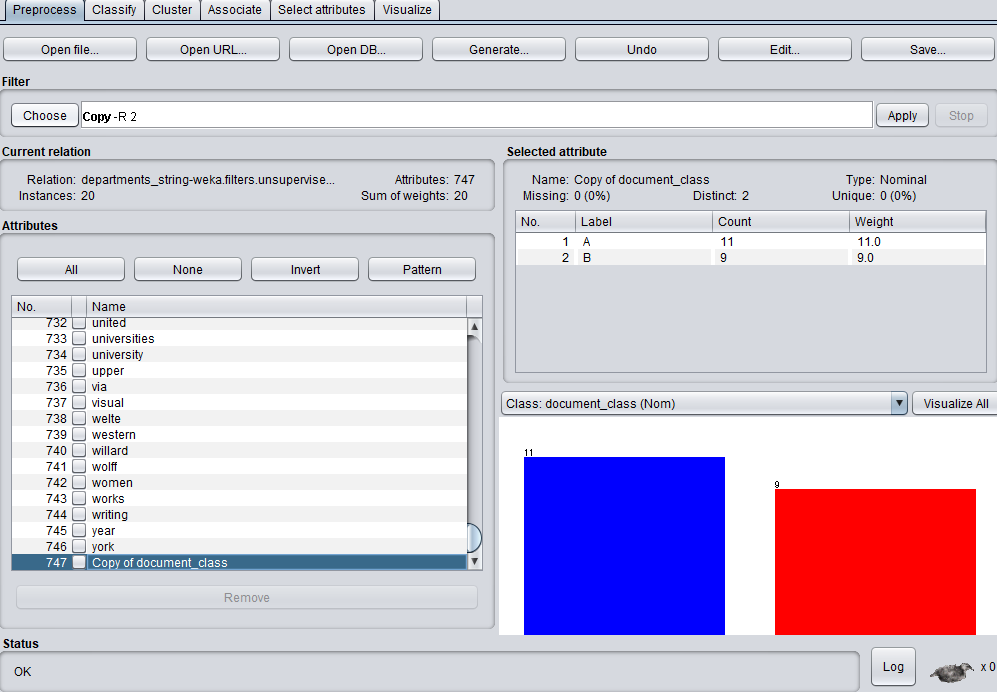 Preprocess Classify Cluster Associate Select attributes Visualize
Open file... Open URL... Open DB... Generate... Undo Edit... Save...
Filter
Choose Copy -R 2 Apply Stop
Current relation
Relation: departments_string-weka.filters.unsupervise... Attributes: 747
Instances: 20 Sum of weights: 20
Attributes
All None Invert Pattern
No. Name
732 united
733 universities
734 university
735 upper
736 via
737 visual
738 welte
739 western
740 willard
741 wolff
742 women
743 works
744 writing
745 year
746 york
747 Copy of document_class
Remove
Selected attribute
Name: Copy of document_class Type: Nominal
Missing: 0 (0%) Distinct: 2 Unique: 0 (0%)
No. Label Count Weight
1 A 11 11.0
2 B 9 9.0
Class: document_class (Nom) Visualize All
11
9
Status
OK Log x 0